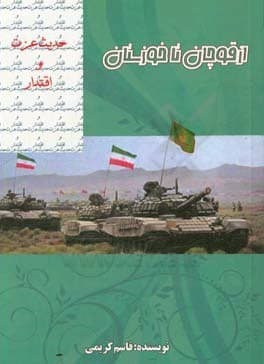 از قوچان تا خوزستان
حدیث عزت
و
اقتدار
نویسنده: قاسم کریمی